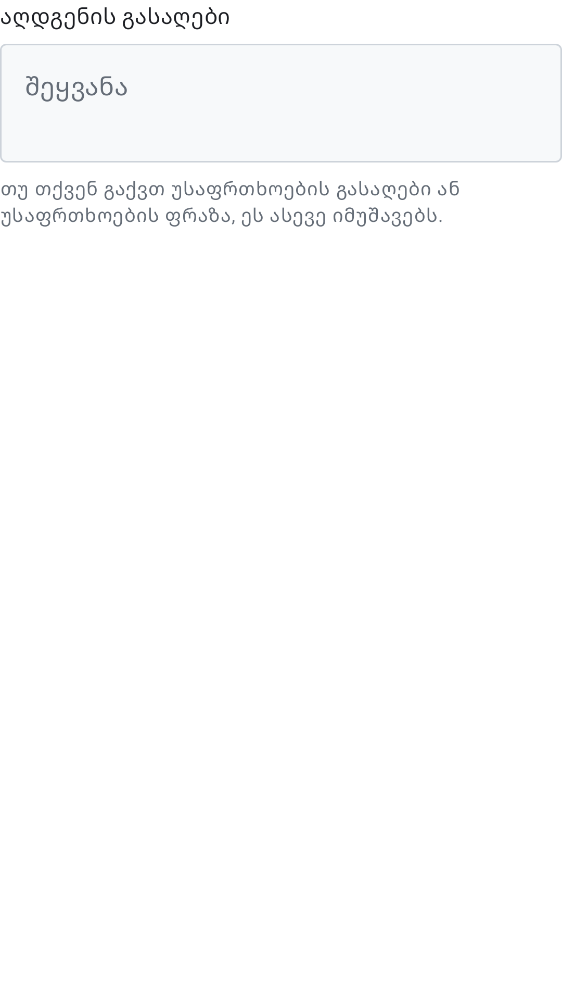 აღდგენის გასაღები
შეყვანა
თუ თქვენ გაქვთ უსაფრთხოების გასაღები ან
უსაფრთხოების ფრაზა, ეს ასევე იმუშავებს.